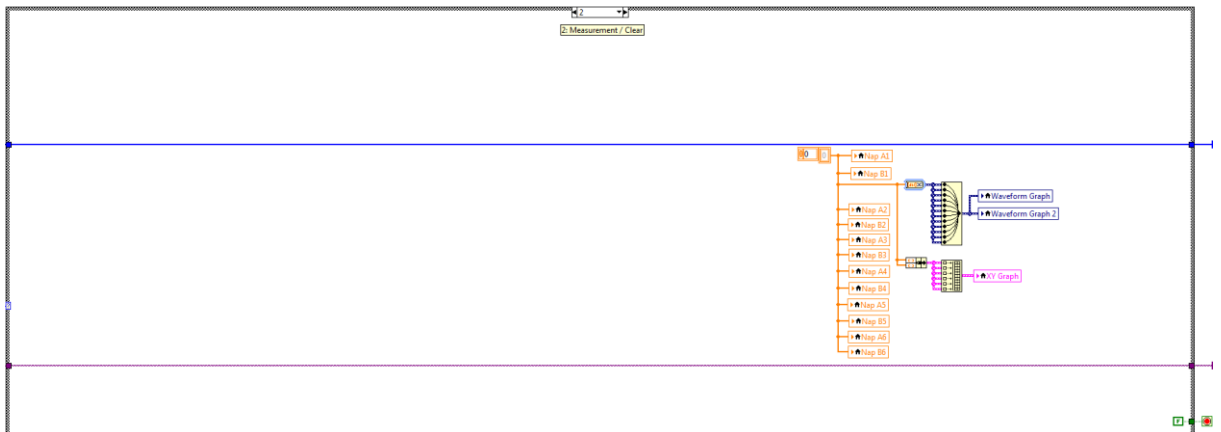 2
2: Measurement / Clear
0
Nap A1
Nap B1
Waveform Graph
Nap A2
Waveform Graph 2
Nap B2
Nap A3
Nap B3
Nap A4
XY Graph
Nap B4
Nap A5
Nap B5
Nap A6
Nap B6
F